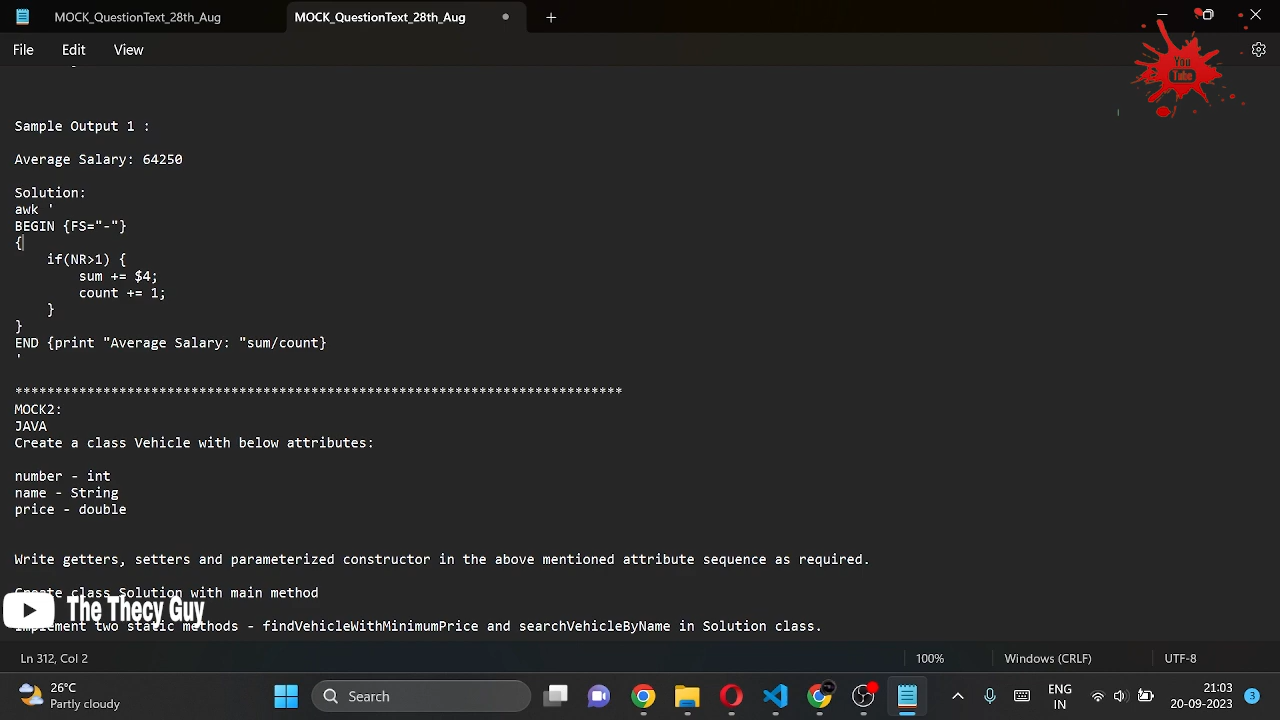 MOCK_QuestionText_28th_Aug
MOCK_QuestionText_28th_Aug
File Edit View
You
Tube
Sample Output 1 :
Average Salary: 64250
Solution:
awk '
BEGIN {FS="-"}
{
if(NR>1) {
sum += $4;
count += 1;
}
}
END {print "Average Salary: "sum/count}
'
****************************************************************************
MOCK2:
JAVA
Create a class Vehicle with below attributes:
number - int
name - String
price - double
Write getters, setters and parameterized constructor in the above mentioned attribute sequence as required.
Create class Solution with main method
The Thecy Guy
Implement two static methods - findVehicleWithMinimumPrice and searchVehicleByName in Solution class.
Ln 312, Col 2
100%
Windows (CRLF)
UTF-8
26°C
Partly cloudy
Search
ENG
IN
21:03
20-09-2023
3